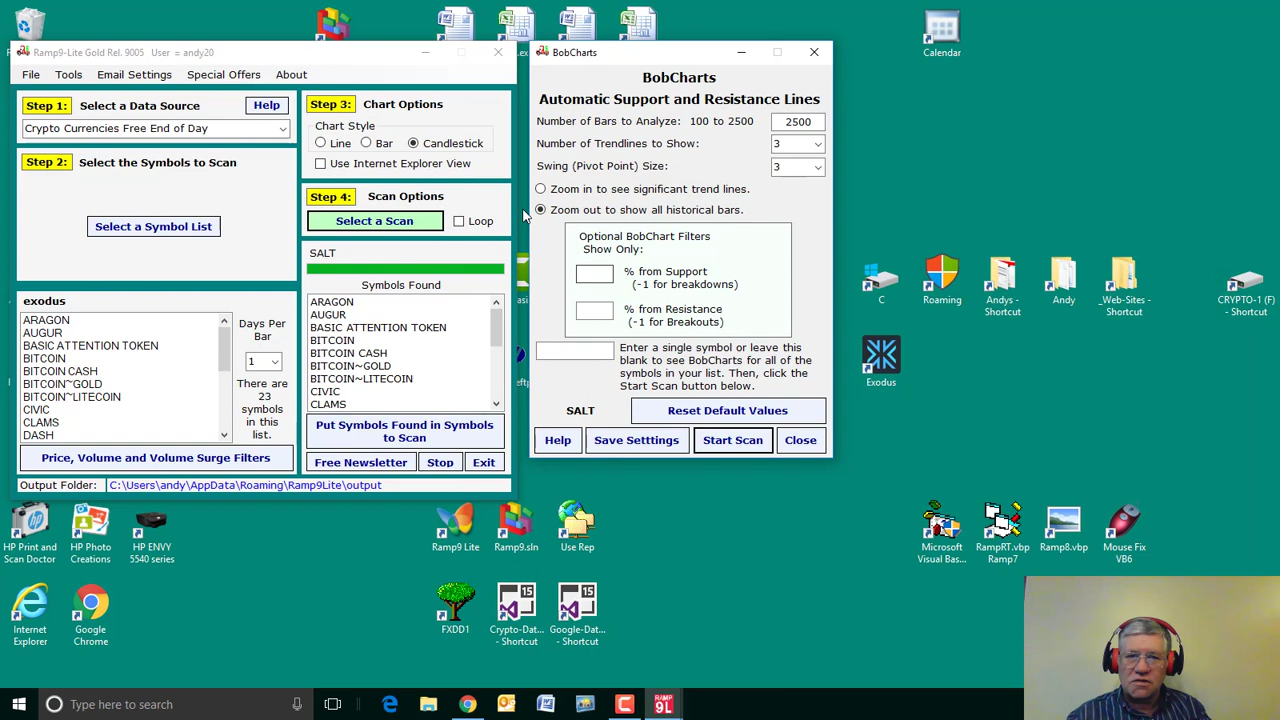 Calendar
Ramp9-Lite Gold Rel. 9005 User = andy20
File Tools Email Settings Special Offers About
Step 1: Select a Data Source Help
Crypto Currencies Free End of Day
Step 2: Select the Symbols to Scan
Select a Symbol List
exodus
ARAGON
AUGUR
BASIC ATTENTION TOKEN
BITCOIN
BITCOIN CASH
BITCOIN~GOLD
BITCOIN~LITECOIN
CIVIC
CLAMS
DASH
Days Per
Bar
1
There are
23
symbols
in this
list.
Price, Volume and Volume Surge Filters
Step 3: Chart Options
Chart Style
Line Bar Candlestick
Use Internet Explorer View
Step 4: Scan Options
Select a Scan Loop
SALT
Symbols Found
ARAGON
AUGUR
BASIC ATTENTION TOKEN
BITCOIN
BITCOIN CASH
BITCOIN~GOLD
BITCOIN~LITECOIN
CIVIC
CLAMS
Put Symbols Found in Symbols
to Scan
Free Newsletter Stop Exit
Output Folder: C:\Users\andy\AppData\Roaming\Ramp9Lite\output
BobCharts
BobCharts
Automatic Support and Resistance Lines
Number of Bars to Analyze: 100 to 2500 2500
Number of Trendlines to Show: 3
Swing (Pivot Point) Size: 3
Zoom in to see significant trend lines.
Zoom out to show all historical bars.
Optional BobChart Filters
Show Only:
% from Support
(-1 for breakdowns)
% from Resistance
(-1 for Breakouts)
Enter a single symbol or leave this
blank to see BobCharts for all of the
symbols in your list. Then, click the
Start Scan button below.
SALT Reset Default Values
Help Save Setttings Start Scan Close
C
Roaming
Andys -
Shortcut
Andy
_Web-Sites -
Shortcut
CRYPTO-1 (F)
- Shortcut
Exodus
HP Print and
Scan Doctor
HP Photo
Creations
HP ENVY
5540 series
Ramp9 Lite
Ramp9.sln
Use Rep
Microsoft
Visual Bas...
RampRT.vbp
Ramp7
Ramp8.vbp
Mouse Fix
VB6
Internet
Explorer
Google
Chrome
FXDD1
Crypto-Dat...
- Shortcut
Google-Dat...
- Shortcut
Type here to search
RAMP
9L